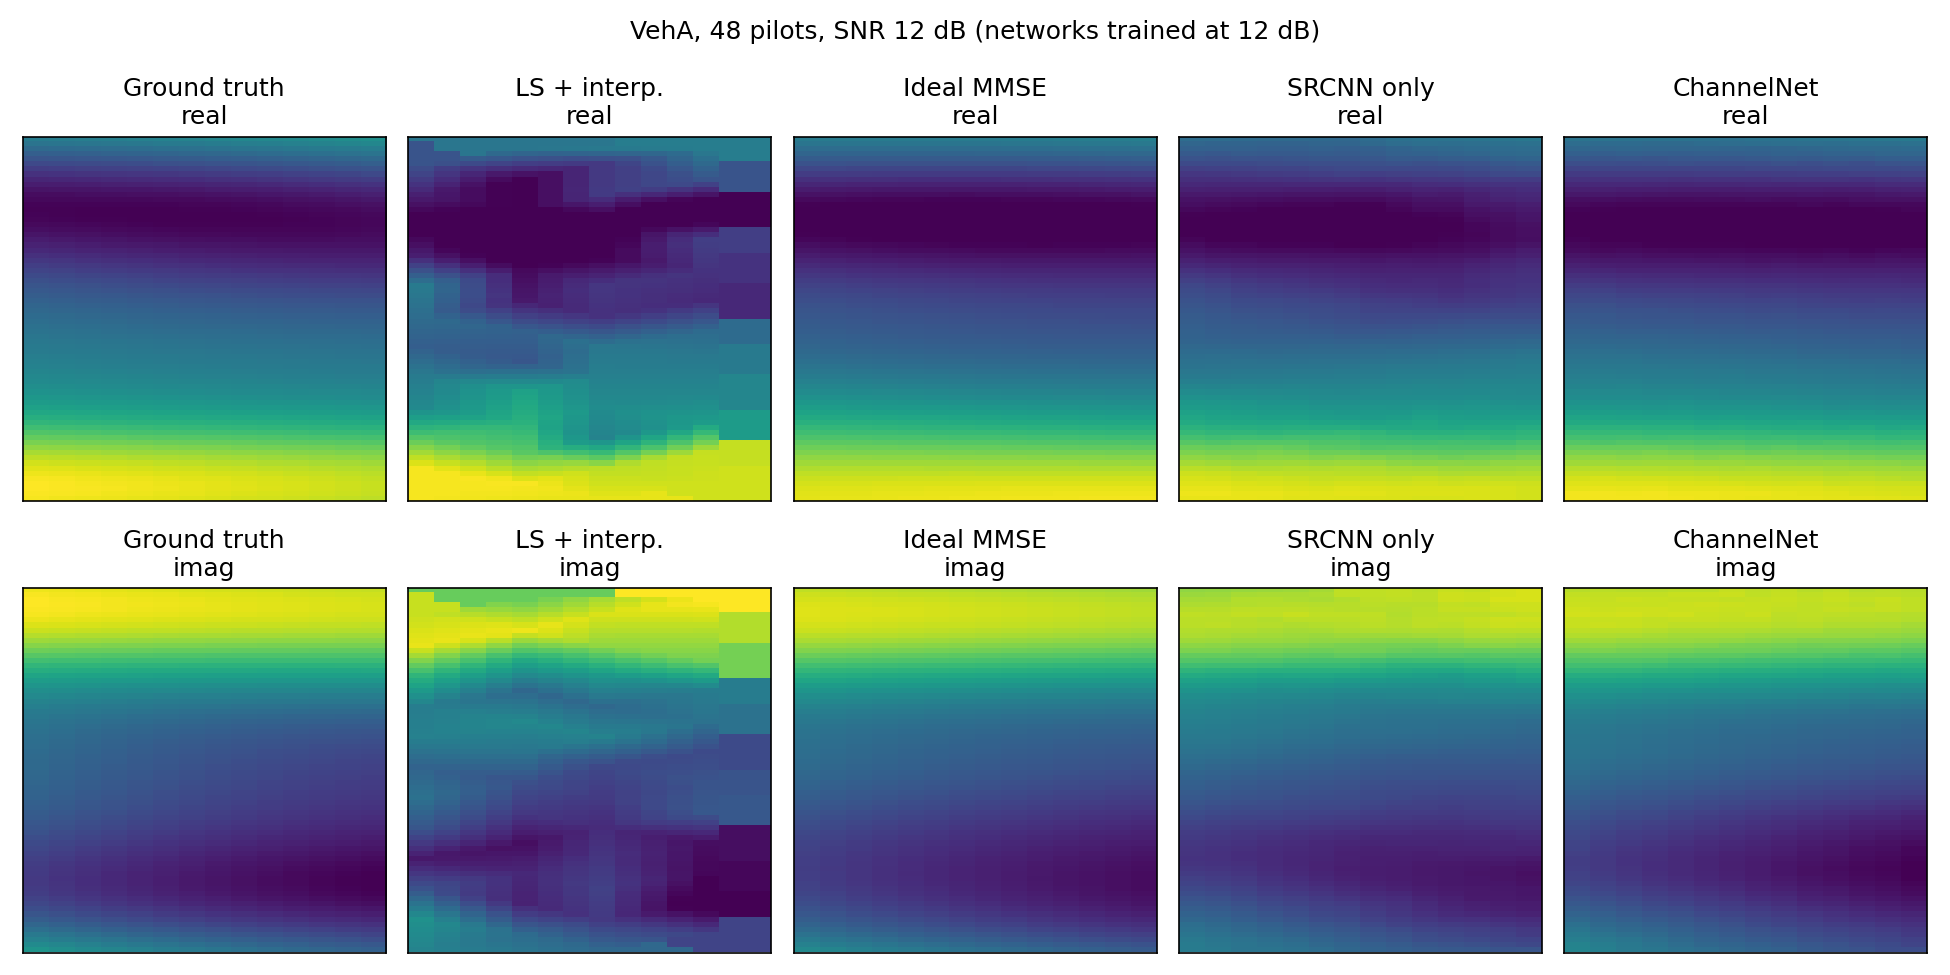 VehA, 48 pilots, SNR 12 dB (networks trained at 12 dB)
Ground truth
real
LS + interp.
real
Ideal MMSE
real
SRCNN only
real
ChannelNet
real
Ground truth
imag
LS + interp.
imag
Ideal MMSE
imag
SRCNN only
imag
ChannelNet
imag